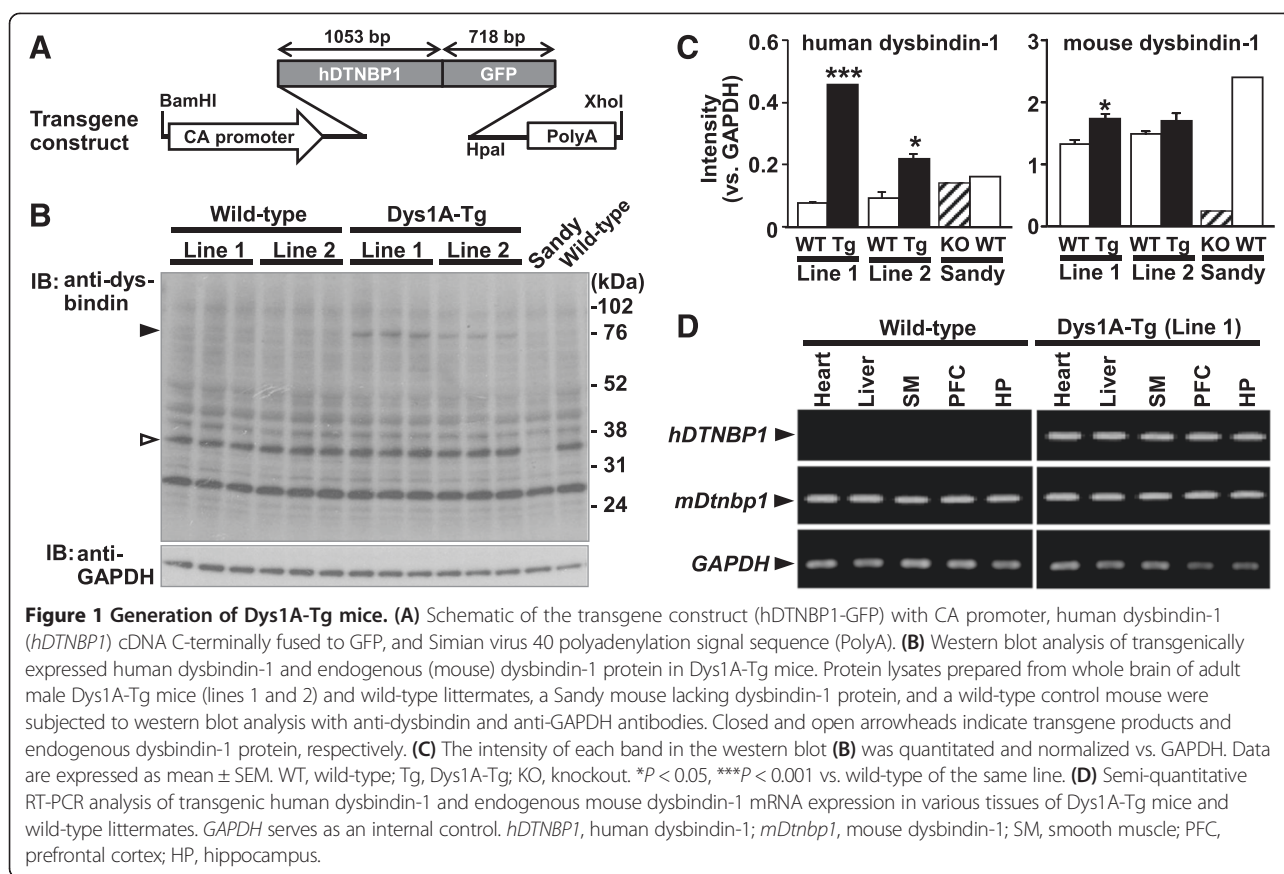 A
1053 bp 718 bp
hDTNBP1 GFP
BamHI XhoI
Transgene
construct
CA promoter
HpaI
PolyA
B
Wild-type Dys1A-Tg
Line 1 Line 2 Line 1 Line 2 Sandy Wild-type
IB: anti-dys-
bindin
(kDa)
-102
- 76
- 52
- 38
- 31
- 24
IB: anti-
GAPDH
C
human dysbindin-1 mouse dysbindin-1
Intensity
(vs. GAPDH)
0.6
0.4
0.2
0
*** *
WT Tg WT Tg KO WT
Line 1 Line 2 Sandy
3
2
1
0
*
WT Tg WT Tg KO WT
Line 1 Line 2 Sandy
D
Wild-type Dys1A-Tg (Line 1)
Heart Liver SM PFC HP Heart Liver SM PFC HP
hDTNBP1
mDtnbp1
GAPDH
Figure 1 Generation of Dys1A-Tg mice. (A) Schematic of the transgene construct (hDTNBP1-GFP) with CA promoter, human dysbindin-1
(hDTNBP1) cDNA C-terminally fused to GFP, and Simian virus 40 polyadenylation signal sequence (PolyA). (B) Western blot analysis of transgenically
expressed human dysbindin-1 and endogenous (mouse) dysbindin-1 protein in Dys1A-Tg mice. Protein lysates prepared from whole brain of adult
male Dys1A-Tg mice (lines 1 and 2) and wild-type littermates, a Sandy mouse lacking dysbindin-1 protein, and a wild-type control mouse were
subjected to western blot analysis with anti-dysbindin and anti-GAPDH antibodies. Closed and open arrowheads indicate transgene products and
endogenous dysbindin-1 protein, respectively. (C) The intensity of each band in the western blot (B) was quantitated and normalized vs. GAPDH. Data
are expressed as mean ± SEM. WT, wild-type; Tg, Dys1A-Tg; KO, knockout. *P < 0.05, ***P < 0.001 vs. wild-type of the same line. (D) Semi-quantitative
RT-PCR analysis of transgenic human dysbindin-1 and endogenous mouse dysbindin-1 mRNA expression in various tissues of Dys1A-Tg mice and
wild-type littermates. GAPDH serves as an internal control. hDTNBP1, human dysbindin-1; mDtnbp1, mouse dysbindin-1; SM, smooth muscle; PFC,
prefrontal cortex; HP, hippocampus.